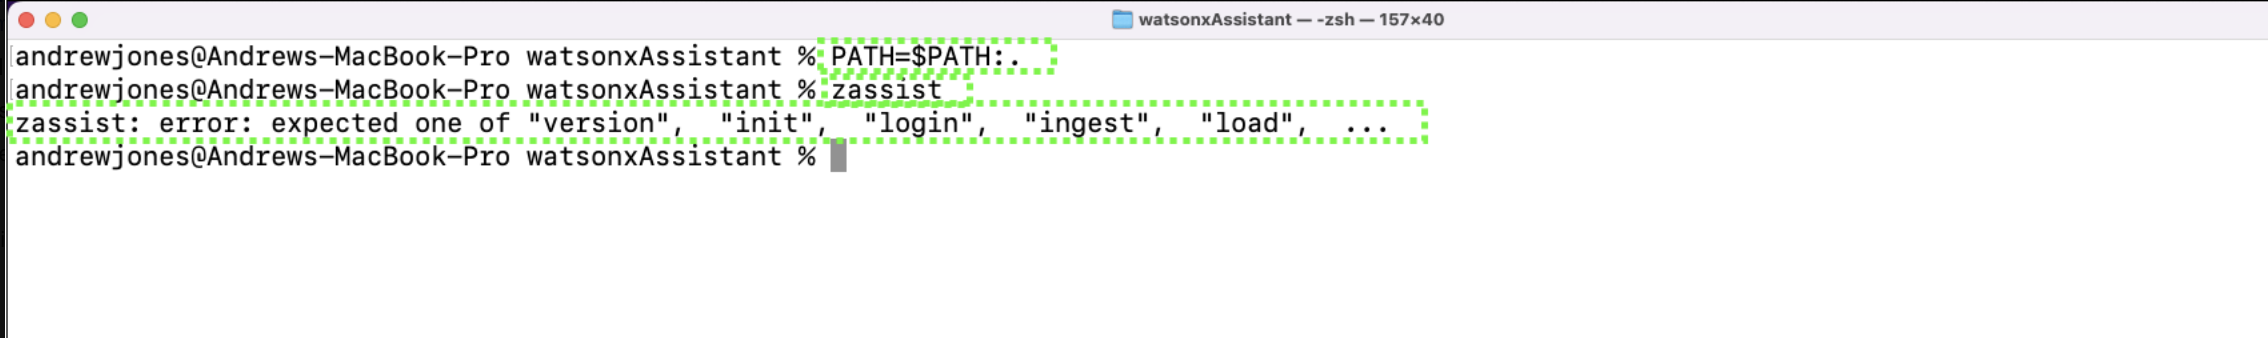 watsonxAssistant — -zsh — 157×40
andrewjones@Andrews-MacBook-Pro watsonxAssistant % PATH=$PATH:.
andrewjones@Andrews-MacBook-Pro watsonxAssistant % zassist
zassist: error: expected one of "version",  "init",  "login",  "ingest",  "load",  ...
andrewjones@Andrews-MacBook-Pro watsonxAssistant %